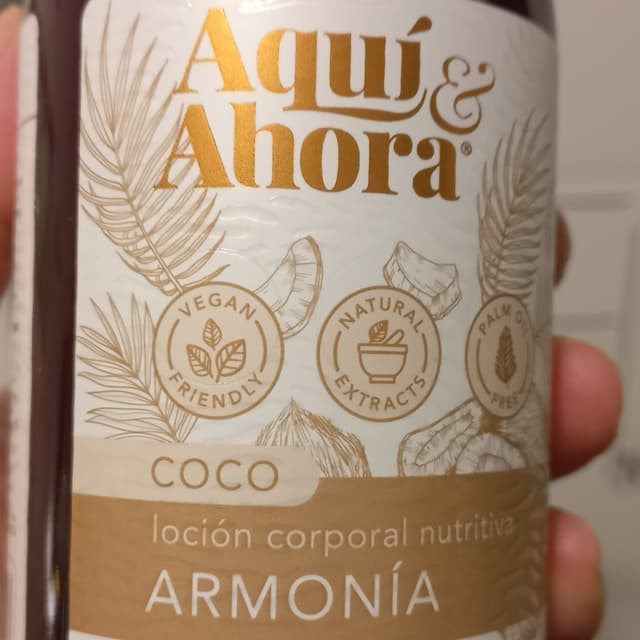 Aquí &
Ahora®
VEGAN
FRIENDLY
NATURAL
EXTRACTS
PALM OIL
FREE
COCO
loción corporal nutritiva
ARMONÍA